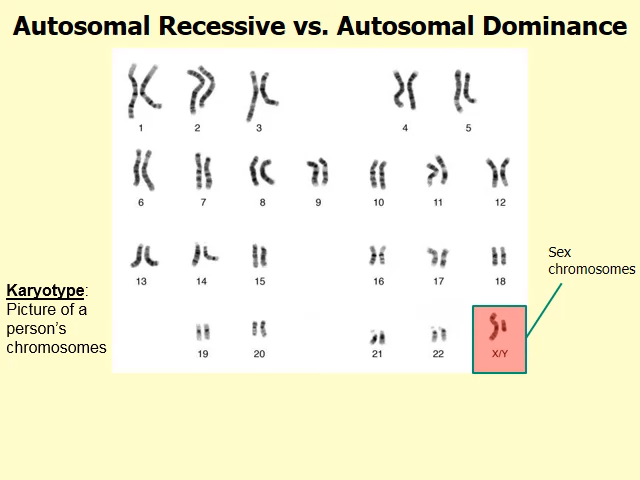 Autosomal Recessive vs. Autosomal Dominance
1 2 3 4 5
6 7 8 9 10 11 12
13 14 15 16 17 18
Sex
chromosomes
Karyotype:
Picture of a
person's
chromosomes
19 20 21 22 X/Y